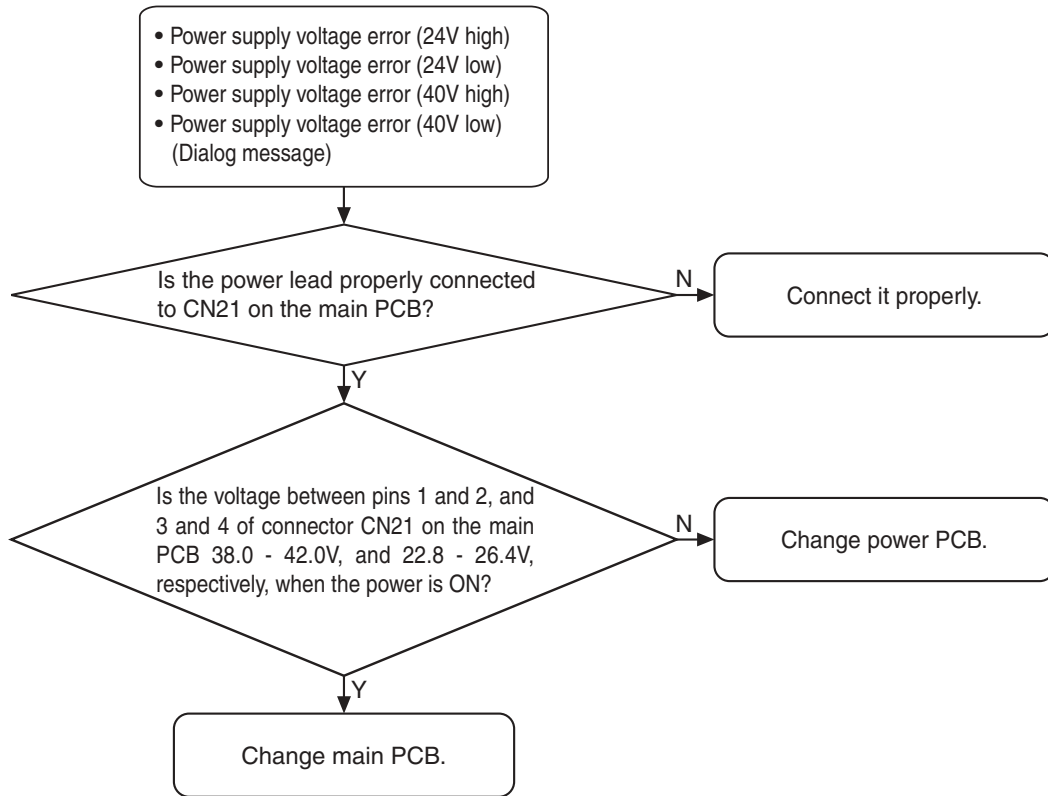 • Power supply voltage error (24V high)
• Power supply voltage error (24V low)
• Power supply voltage error (40V high)
• Power supply voltage error (40V low)
(Dialog message)
Is the power lead properly connected
to CN21 on the main PCB?
N
Connect it properly.
Y
Is the voltage between pins 1 and 2, and
3 and 4 of connector CN21 on the main
PCB 38.0 - 42.0V, and 22.8 - 26.4V,
respectively, when the power is ON?
N
Change power PCB.
Y
Change main PCB.